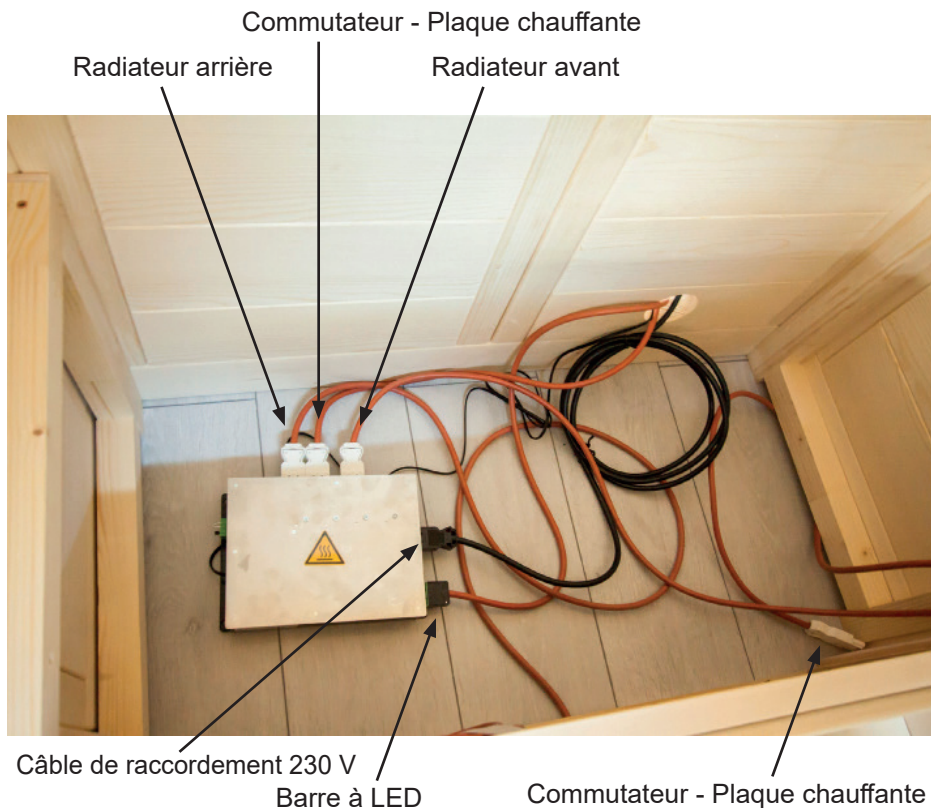 Commutateur - Plaque chauffante
Radiateur arrière
Radiateur avant
Câble de raccordement 230 V
Barre à LED
Commutateur - Plaque chauffante